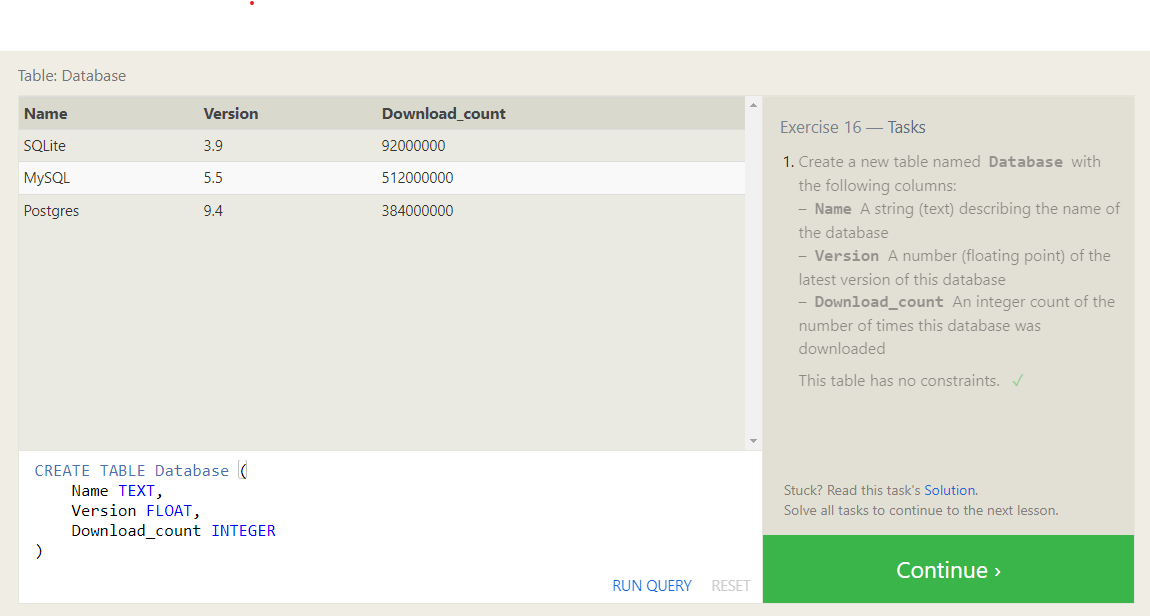 Table: Database
Name Version Download_count
SQLite 3.9 92000000
MySQL 5.5 512000000
Postgres 9.4 384000000
Exercise 16 — Tasks
1. Create a new table named Database with
the following columns:
– Name A string (text) describing the name of
the database
– Version A number (floating point) of the
latest version of this database
– Download_count An integer count of the
number of times this database was
downloaded
This table has no constraints. ✓
CREATE TABLE Database (
Name TEXT,
Version FLOAT,
Download_count INTEGER
)
RUN QUERY RESET
Stuck? Read this task's Solution.
Solve all tasks to continue to the next lesson.
Continue ›